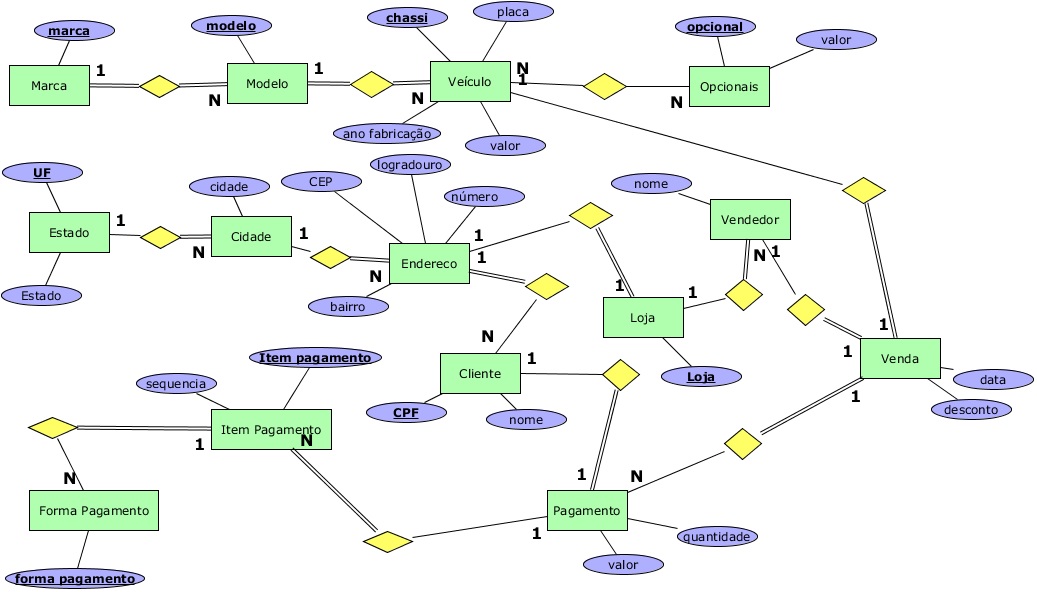 marca
modelo
chassi
placa
opcional
valor
Marca
1
N
Modelo
1
N
Veículo
N
1
N
Opcionais
ano fabricação
valor
UF
cidade
CEP
logradouro
número
nome
Vendedor
Estado
1
N
Cidade
1
N
Endereco
1
1
1
Loja
1
N
1
Estado
bairro
N
Cliente
1
Loja
1
1
Venda
1
data
desconto
Item pagamento
sequencia
CPF
nome
Item Pagamento
1
N
N
Forma Pagamento
1
N
Pagamento
1
quantidade
valor
forma pagamento